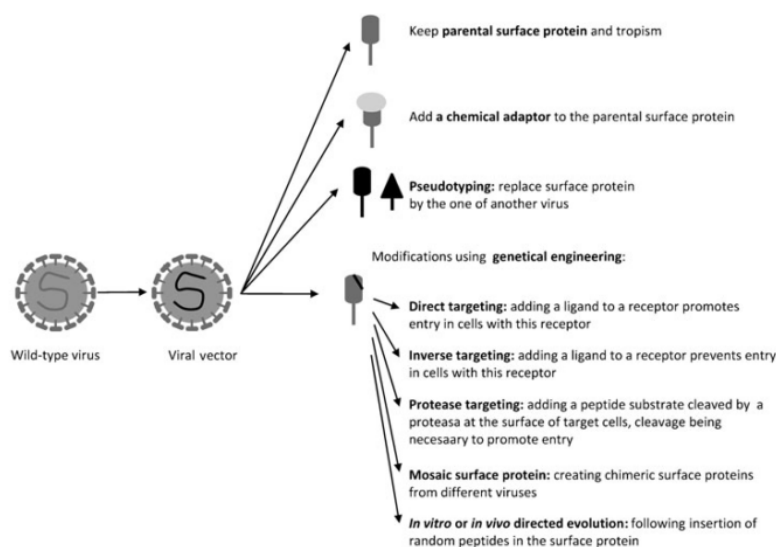 Keep parental surface protein and tropism
Add a chemical adaptor to the parental surface protein
Pseudotyping: replace surface protein
by the one of another virus
Modifications using genetical engineering:
Wild-type virus
Viral vector
Direct targeting: adding a ligand to a receptor promotes
entry in cells with this receptor
Inverse targeting: adding a ligand to a receptor prevents entry
in cells with this receptor
Protease targeting: adding a peptide substrate cleaved by a
proteasa at the surface of target cells, cleavage being
necesaary to promote entry
Mosaic surface protein: creating chimeric surface proteins
from different viruses
In vitro or in vivo directed evolution: following insertion of
random peptides in the surface protein